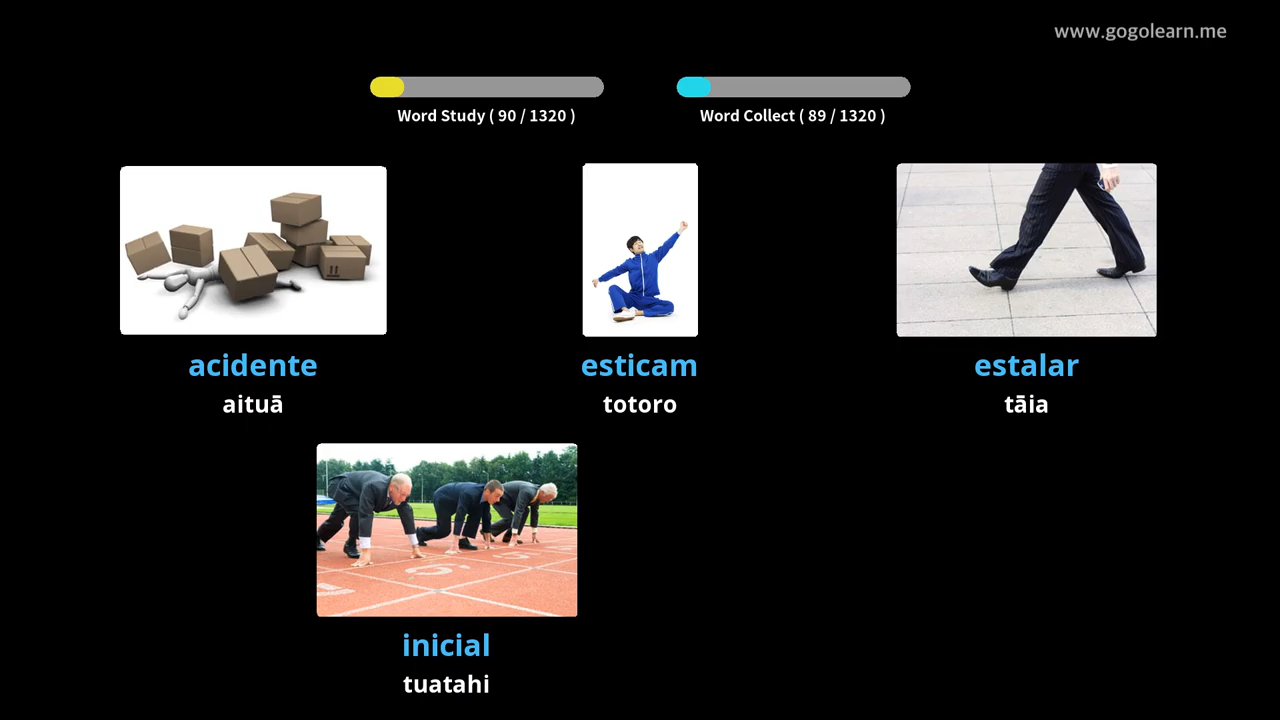 www.gogolearn.me
Word Study ( 90 / 1320 )
Word Collect ( 89 / 1320 )
acidente
aituā
esticam
totoro
estalar
tāia
inicial
tuatahi